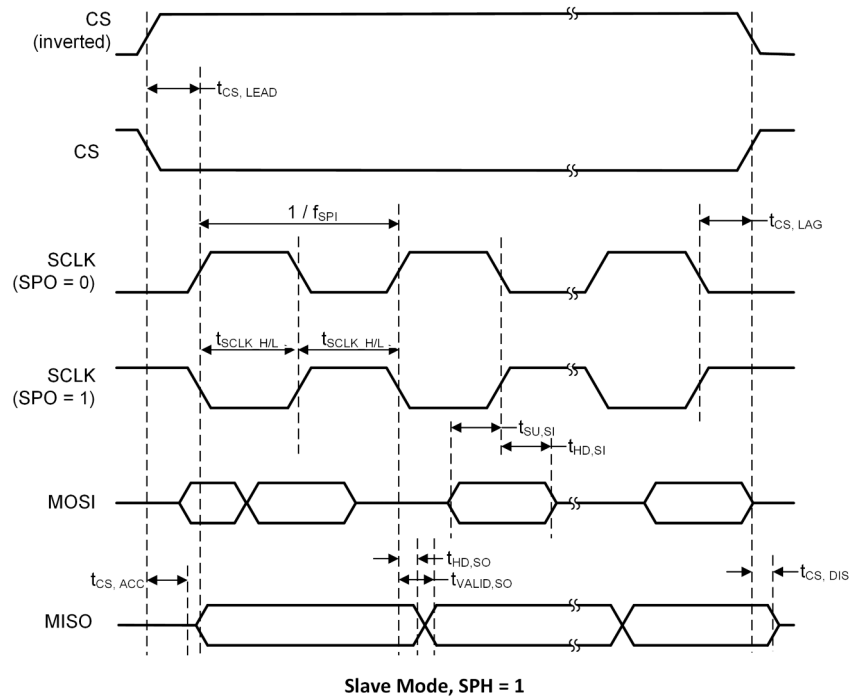 CS
(inverted)
tCS, LEAD
CS
1 / fSPI
tCS, LAG
SCLK
(SPO = 0)
tSCLK_H/L
tSCLK_H/L
SCLK
(SPO = 1)
tSU,SI
tHD,SI
MOSI
tHD,SO
tVALID,SO
tCS, ACC
tCS, DIS
MISO
Slave Mode, SPH = 1